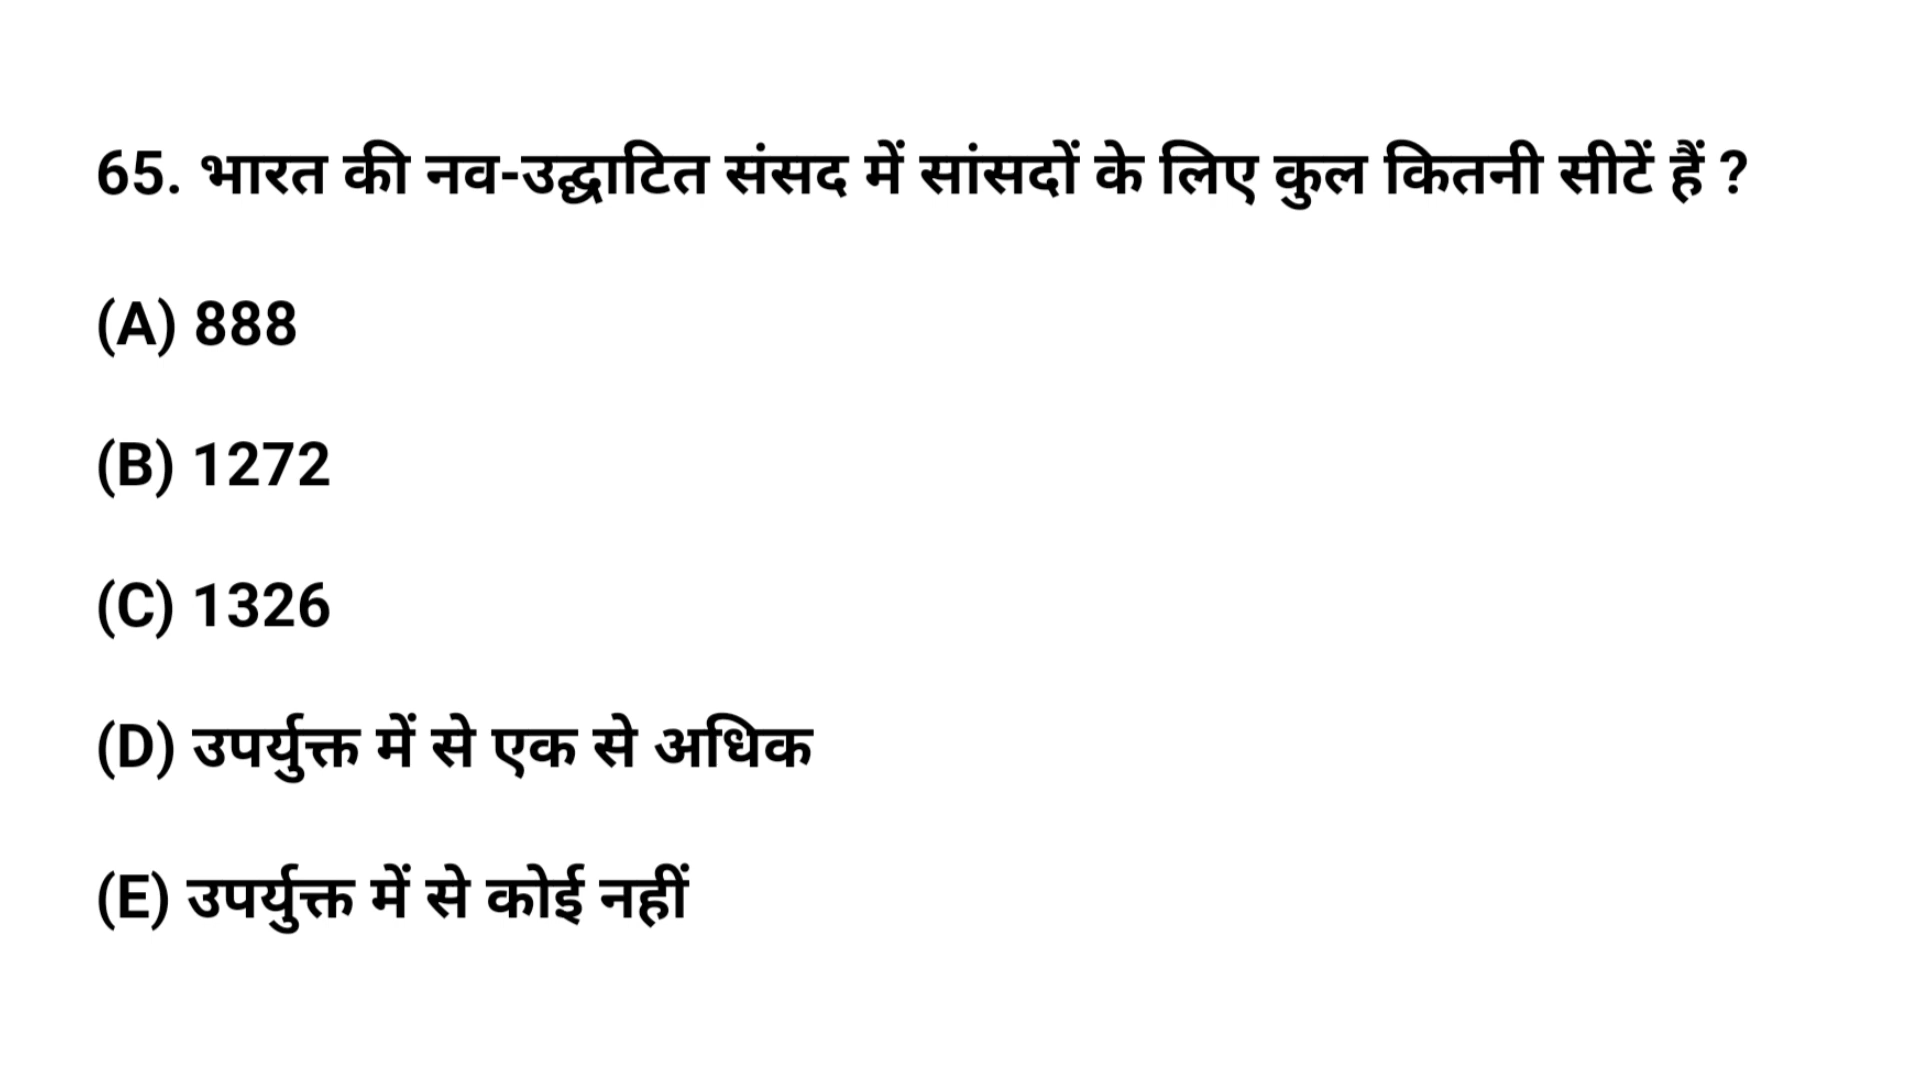 65. भारत की नव-उद्घाटित संसद में सांसदों के लिए कुल कितनी सीटें हैं ?
(A) 888
(B) 1272
(C) 1326
(D) उपर्युक्त में से एक से अधिक
(E) उपर्युक्त में से कोई नहीं